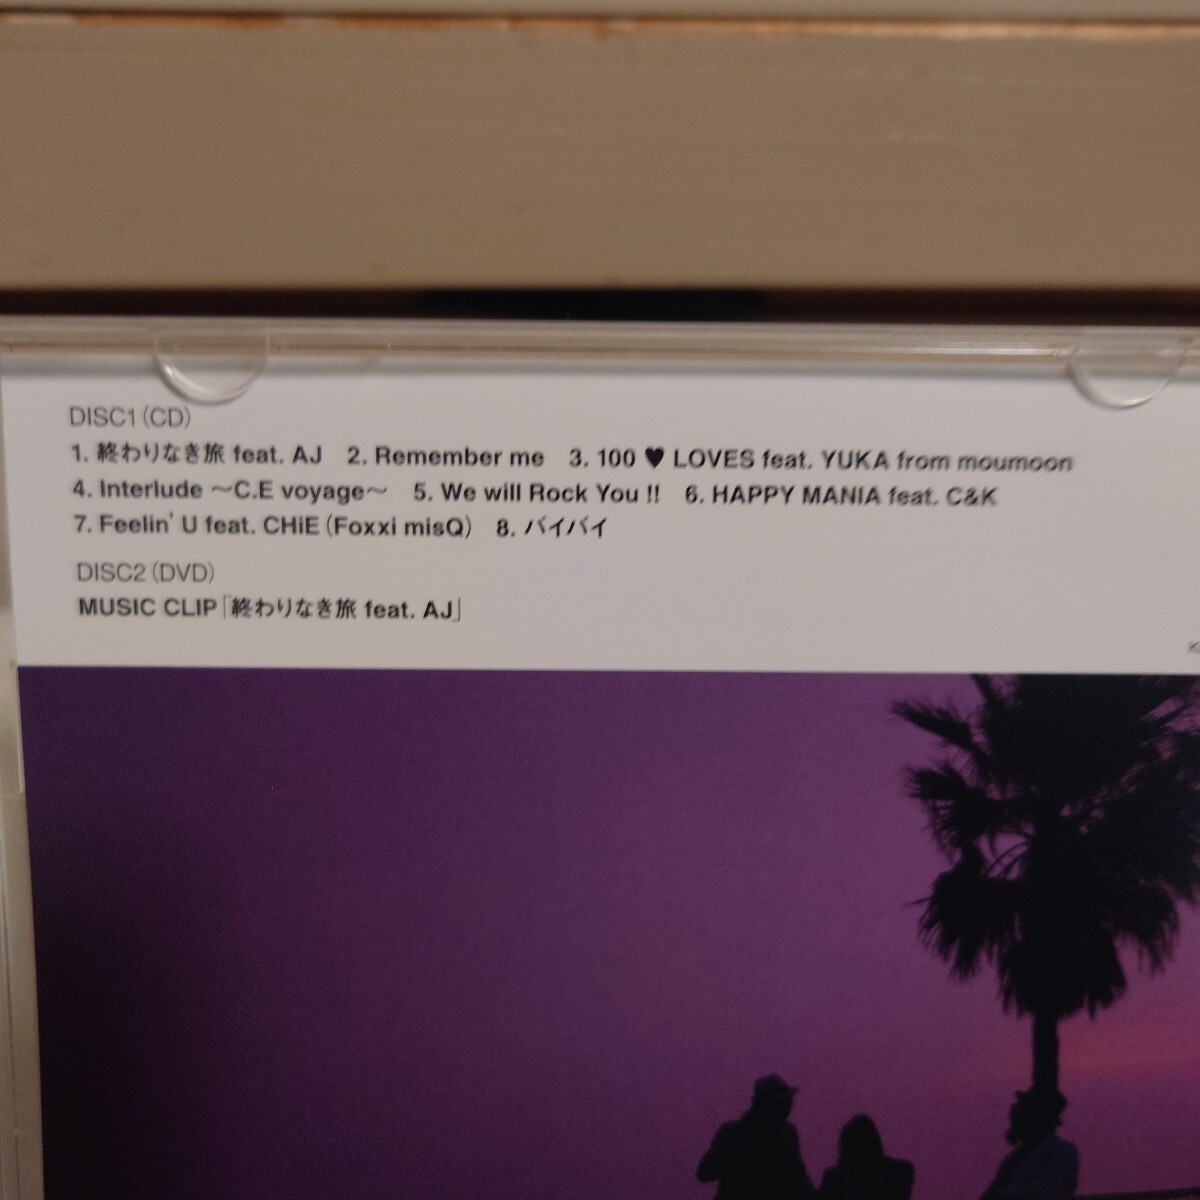 DISC1(CD)
1. 終わりなき旅 feat. AJ 2. Remember me 3. 100 ♥ LOVES feat. YUKA from moumoon
4. Interlude 〜C.E voyage〜 5. We will Rock You !! 6. HAPPY MANIA feat. C&K
7. Feelin' U feat. CHiE (Foxxi misQ) 8. バイバイ
DISC2(DVD)
MUSIC CLIP「終わりなき旅 feat. AJ」